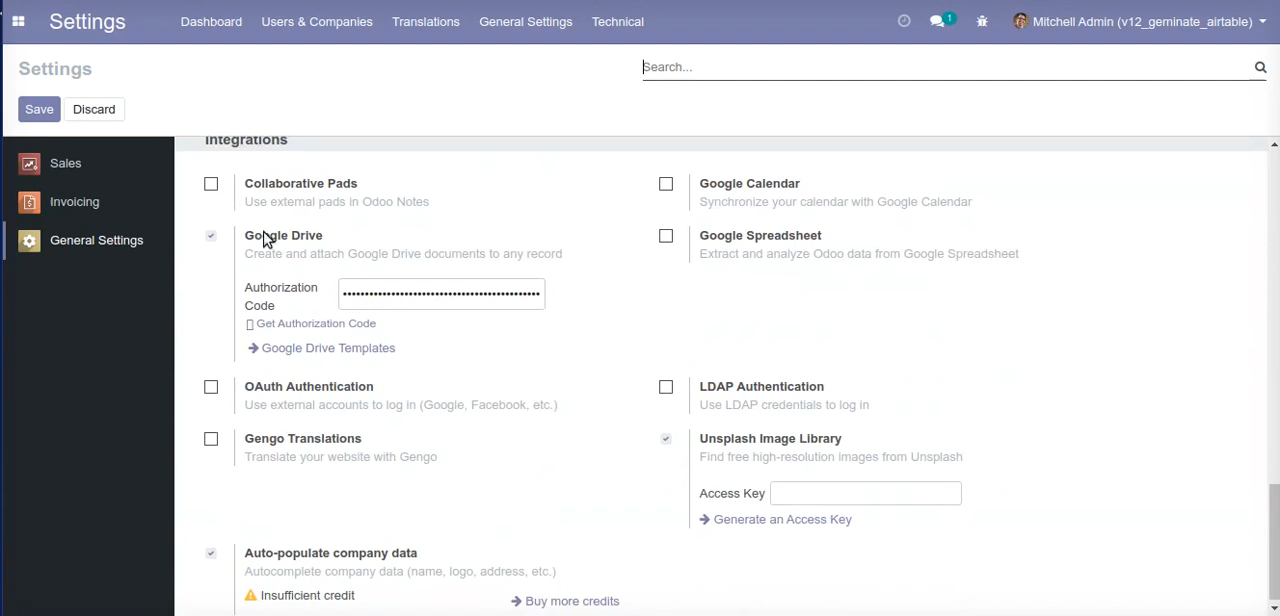 Settings
Dashboard
Users & Companies
Translations
General Settings
Technical
1
Mitchell Admin (v12_geminate_airtable)
Settings
Search...
Save
Discard
Sales
Invoicing
General Settings
Integrations
Collaborative Pads
Use external pads in Odoo Notes
Google Calendar
Synchronize your calendar with Google Calendar
Google Drive
Create and attach Google Drive documents to any record
Authorization
Code
••••••••••••••••••••••••••••••••••••••••••••••
Get Authorization Code
Google Drive Templates
Google Spreadsheet
Extract and analyze Odoo data from Google Spreadsheet
OAuth Authentication
Use external accounts to log in (Google, Facebook, etc.)
LDAP Authentication
Use LDAP credentials to log in
Gengo Translations
Translate your website with Gengo
Unsplash Image Library
Find free high-resolution images from Unsplash
Access Key
Generate an Access Key
Auto-populate company data
Autocomplete company data (name, logo, address, etc.)
Insufficient credit
Buy more credits